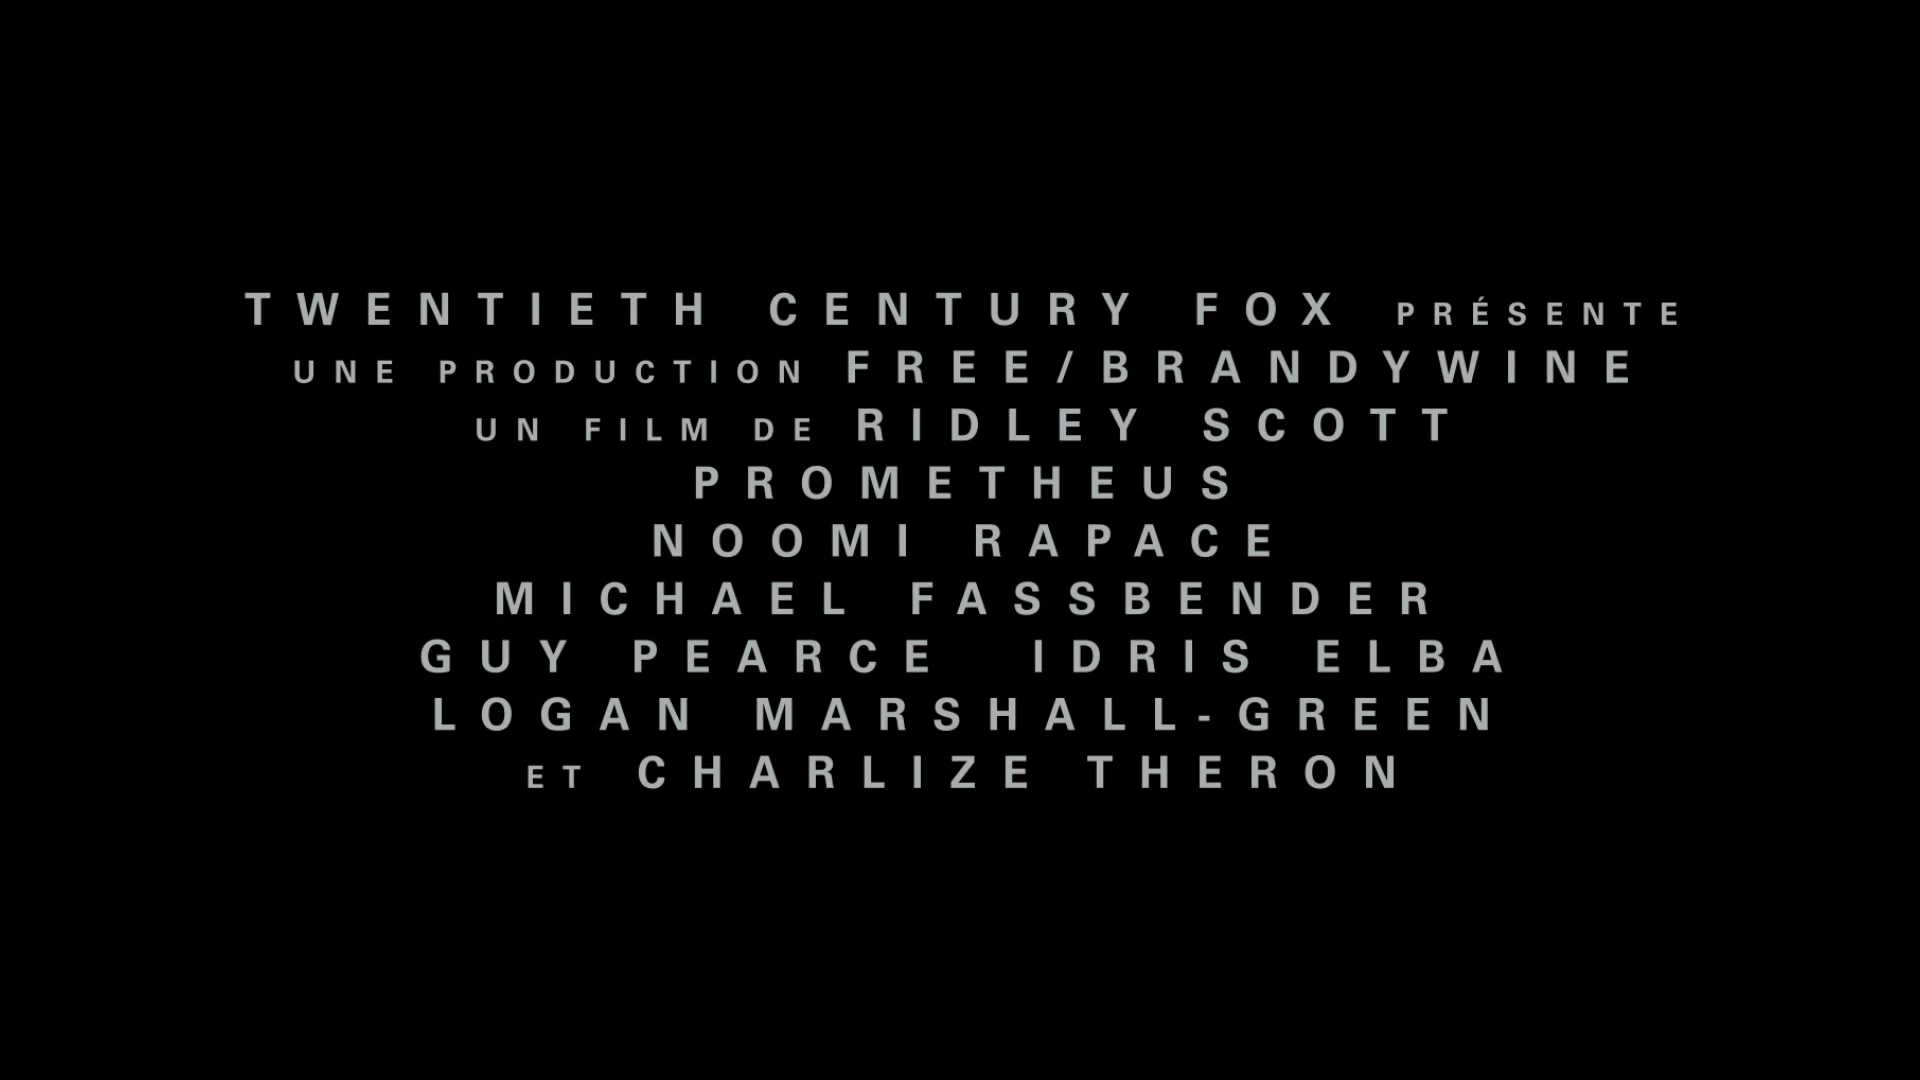 TWENTIETH CENTURY FOX PRÉSENTE
UNE PRODUCTION FREE/BRANDYWINE
UN FILM DE RIDLEY SCOTT
PROMETHEUS
NOOMI RAPACE
MICHAEL FASSBENDER
GUY PEARCE IDRIS ELBA
LOGAN MARSHALL-GREEN
ET CHARLIZE THERON